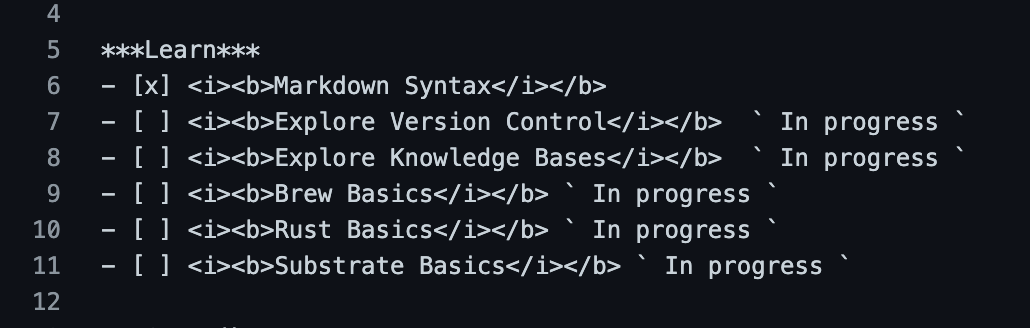 4
5 ***Learn***
6 - [x] <i><b>Markdown Syntax</i></b>
7 - [ ] <i><b>Explore Version Control</i></b>  ` In progress `
8 - [ ] <i><b>Explore Knowledge Bases</i></b>  ` In progress `
9 - [ ] <i><b>Brew Basics</i></b> ` In progress `
10 - [ ] <i><b>Rust Basics</i></b> ` In progress `
11 - [ ] <i><b>Substrate Basics</i></b> ` In progress `
12